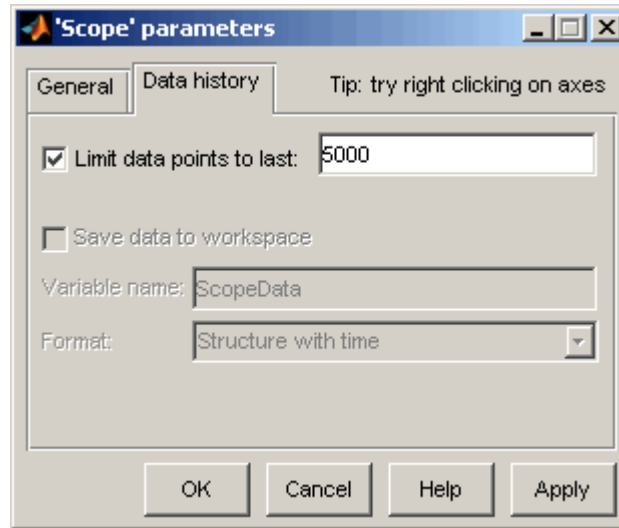 'Scope' parameters
General Data history Tip: try right clicking on axes
Limit data points to last: 5000
Save data to workspace
Variable name: ScopeData
Format: Structure with time
OK Cancel Help Apply